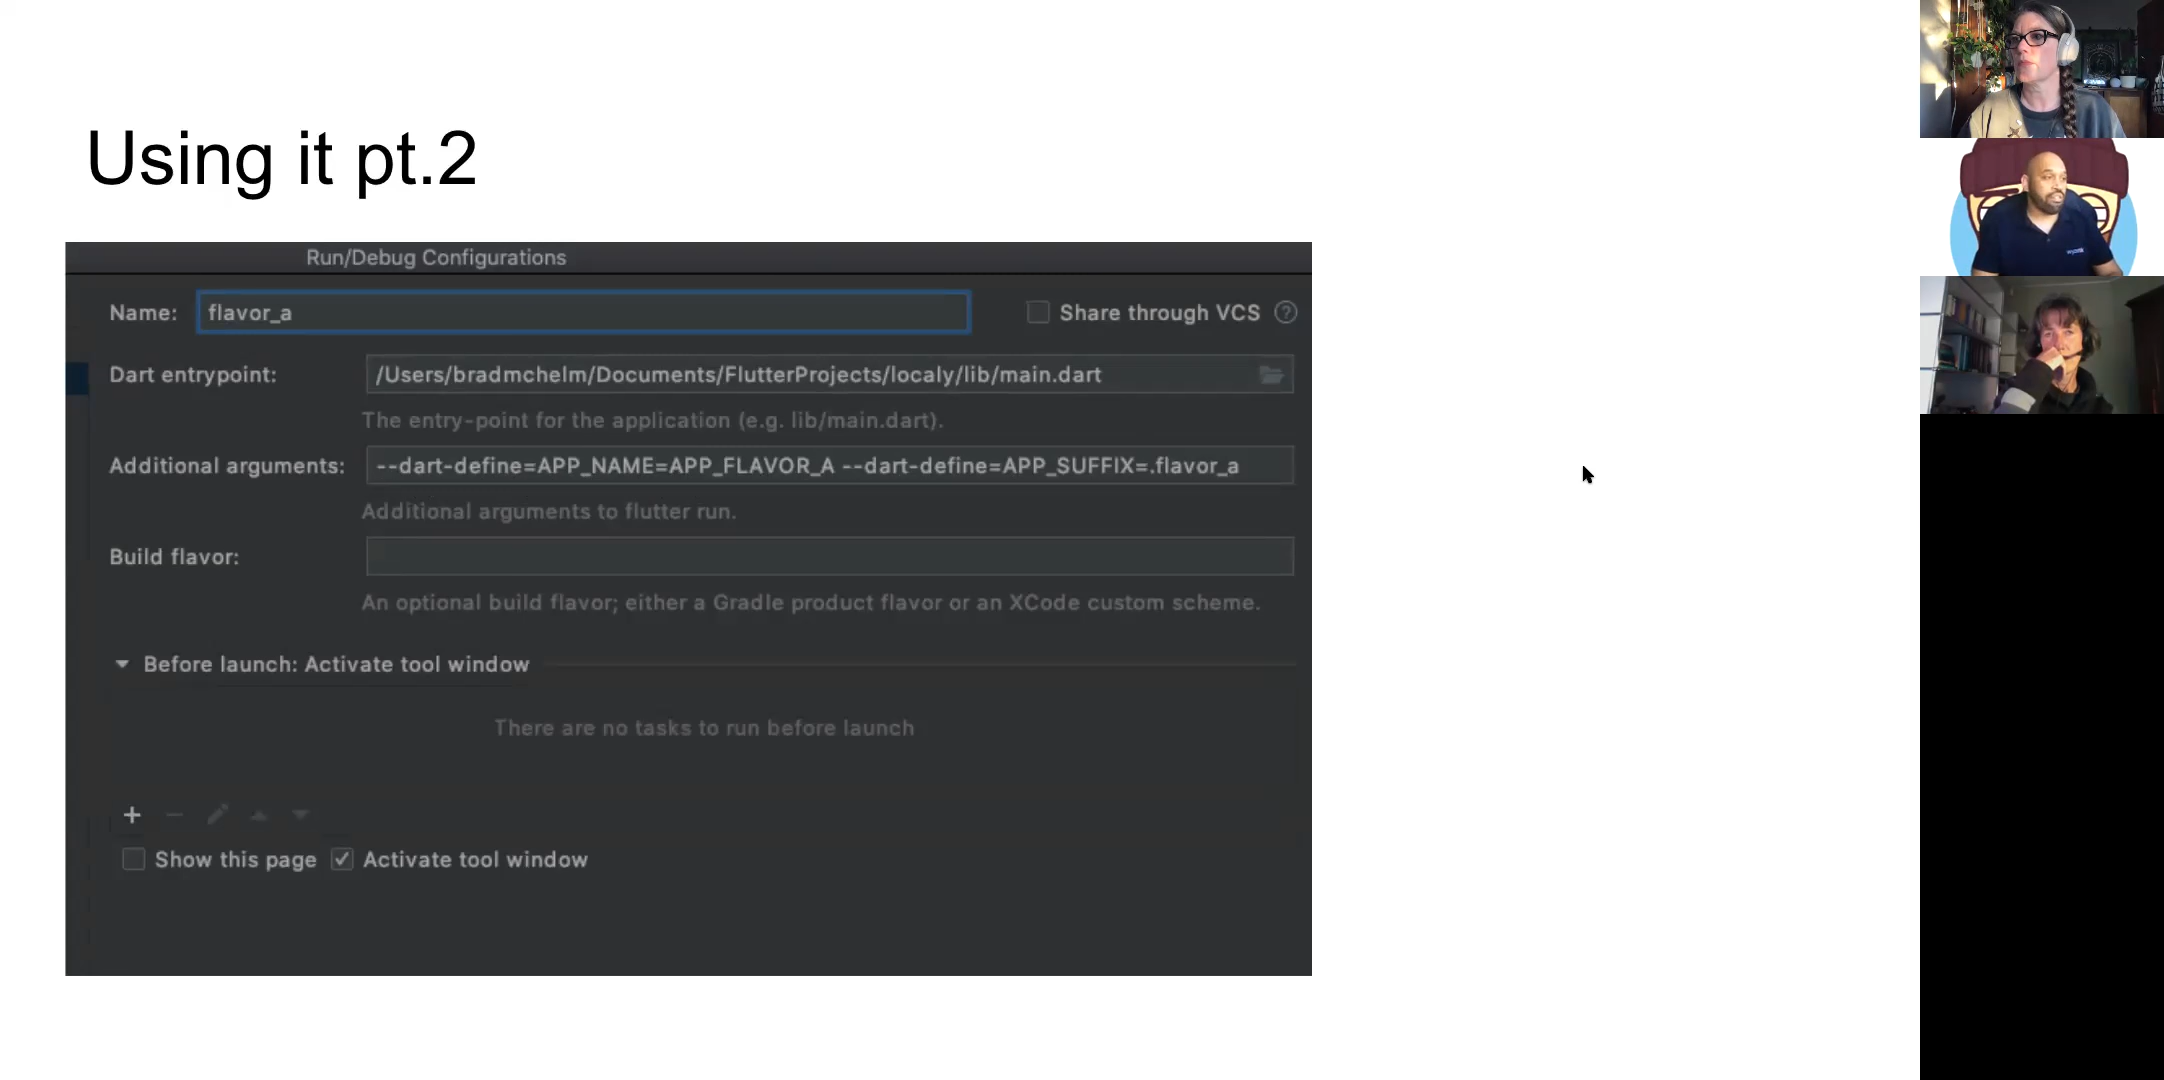 Using it pt.2
Run/Debug Configurations
Name: flavor_a Share through VCS ?
Dart entrypoint: /Users/bradmchelm/Documents/FlutterProjects/localy/lib/main.dart
The entry-point for the application (e.g. lib/main.dart).
Additional arguments: --dart-define=APP_NAME=APP_FLAVOR_A --dart-define=APP_SUFFIX=.flavor_a
Additional arguments to flutter run.
Build flavor:
An optional build flavor; either a Gradle product flavor or an XCode custom scheme.
Before launch: Activate tool window
There are no tasks to run before launch
Show this page Activate tool window